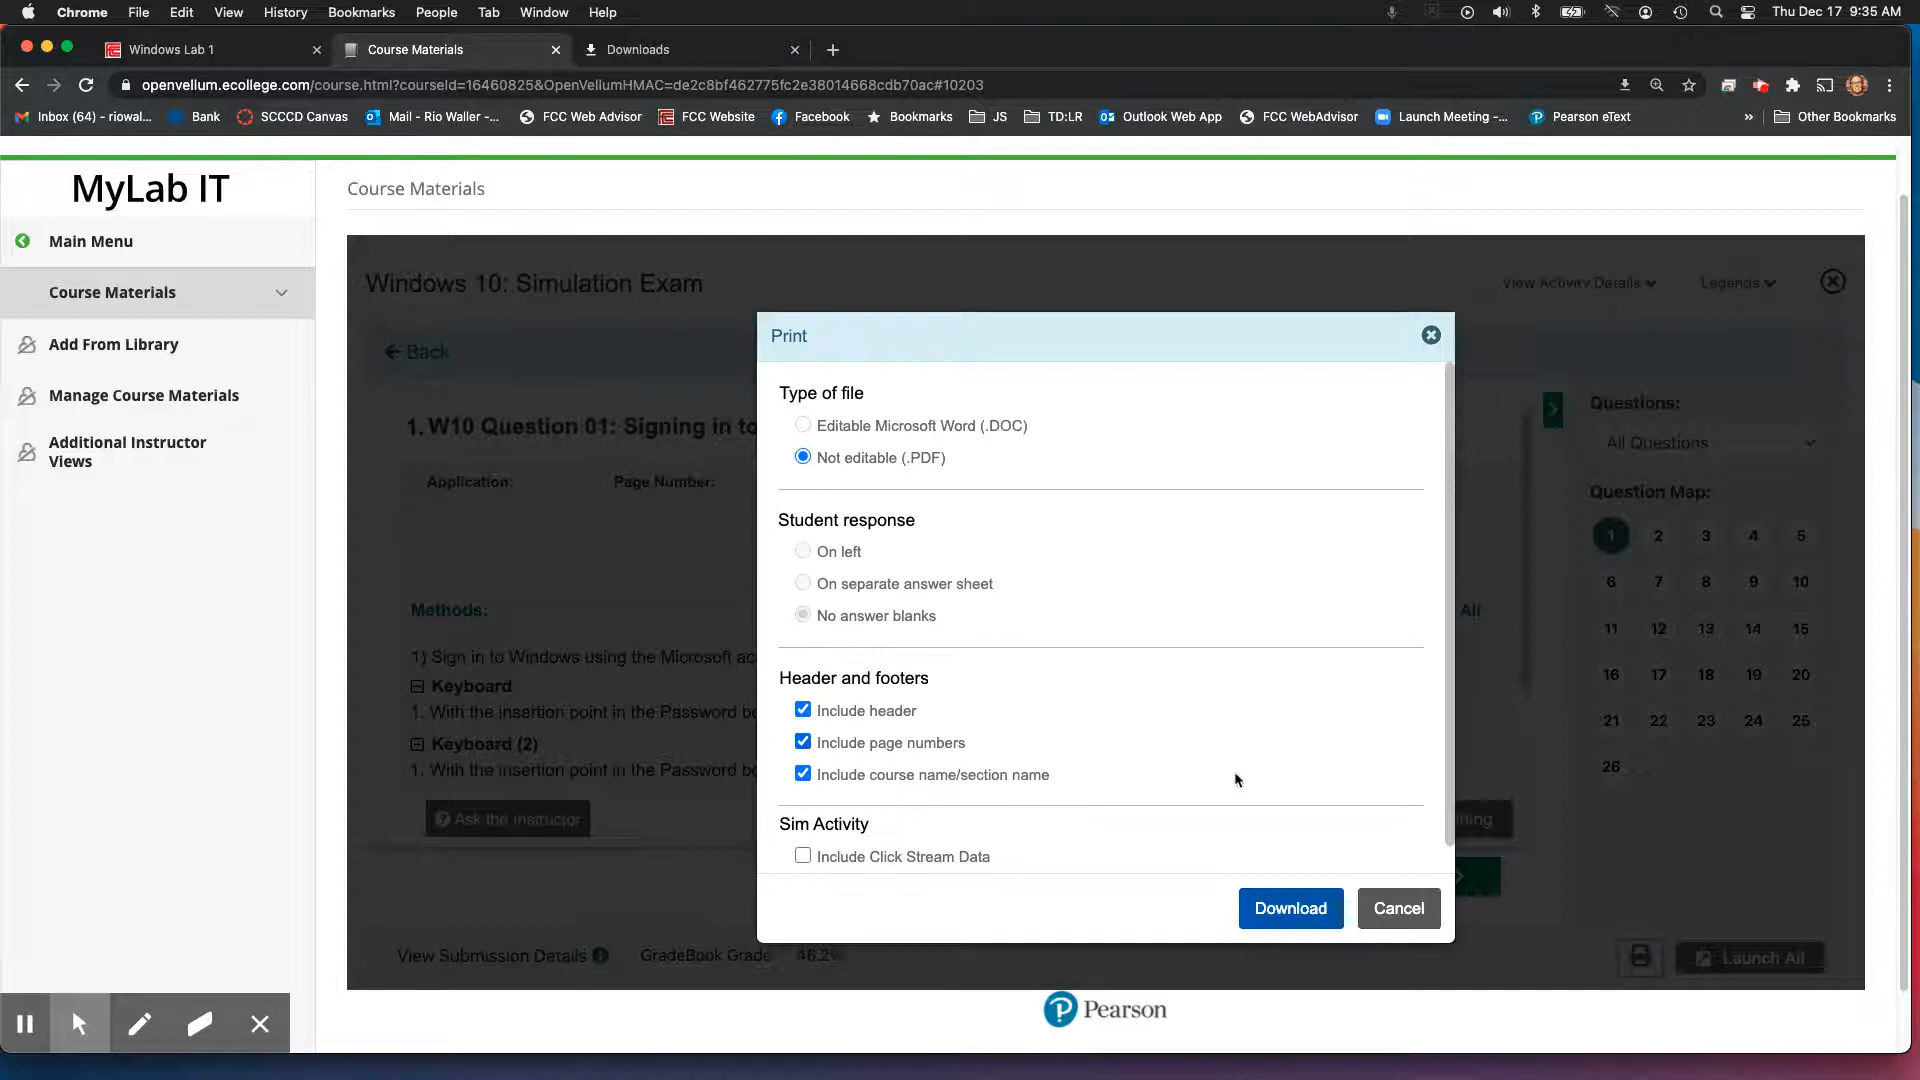 Chrome File Edit View History Bookmarks People Tab Window Help Thu Dec 17 9:35 AM
Windows Lab 1 Course Materials Downloads
openvellum.ecollege.com/course.html?courseId=16460825&OpenVellumHMAC=de2c8bf462775fc2e38014668cdb70ac#10203
Inbox (64) - riowal... Bank SCCCD Canvas Mail - Rio Waller -... FCC Web Advisor FCC Website Facebook Bookmarks JS TD:LR Outlook Web App FCC WebAdvisor Launch Meeting -... Pearson eText » Other Bookmarks
MyLab IT
Main Menu
Course Materials
Add From Library
Manage Course Materials
Additional Instructor
Views
Course Materials
Windows 10: Simulation Exam
View Activity Details Legends
Back
1. W10 Question 01: Signing in to
Application: Page Number:
Methods:
All
1) Sign in to Windows using the Microsoft ac
Keyboard
1. With the insertion point in the Password bo
Keyboard (2)
1. With the insertion point in the Password bo
Ask the Instructor
View Submission Details GradeBook Grade 46.2%
Print
Type of file
Editable Microsoft Word (.DOC)
Not editable (.PDF)
Student response
On left
On separate answer sheet
No answer blanks
Header and footers
Include header
Include page numbers
Include course name/section name
Sim Activity
Include Click Stream Data
Download Cancel
Questions:
All Questions
Question Map:
1 2 3 4 5
6 7 8 9 10
11 12 13 14 15
16 17 18 19 20
21 22 23 24 25
26
Launch All
Pearson